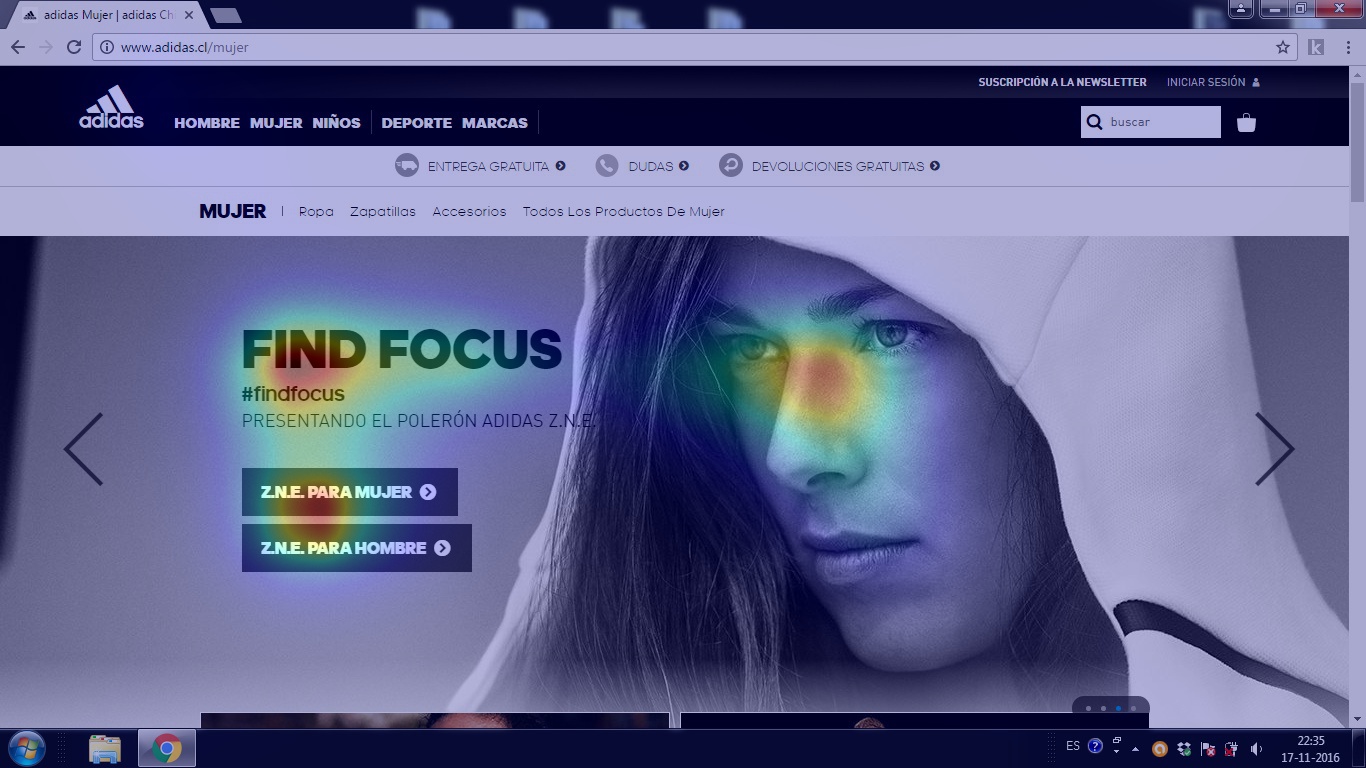 adidas Mujer | adidas Ch
www.adidas.cl/mujer
k
SUSCRIPCIÓN A LA NEWSLETTER INICIAR SESIÓN
adidas
HOMBRE MUJER NIÑOS DEPORTE MARCAS
buscar
ENTREGA GRATUITA DUDAS DEVOLUCIONES GRATUITAS
MUJER | Ropa Zapatillas Accesorios Todos Los Productos De Mujer
FIND FOCUS
#findfocus
PRESENTANDO EL POLERÓN ADIDAS Z.N.E.
Z.N.E. PARA MUJER
Z.N.E. PARA HOMBRE
ES
22:35
17-11-2016